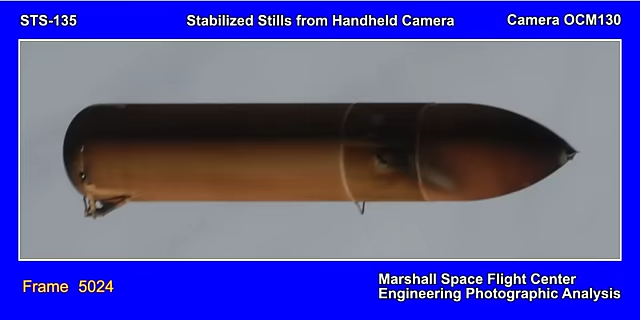 STS-135
Stabilized Stills from Handheld Camera
Camera OCM130
Frame 5024
Marshall Space Flight Center
Engineering Photographic Analysis